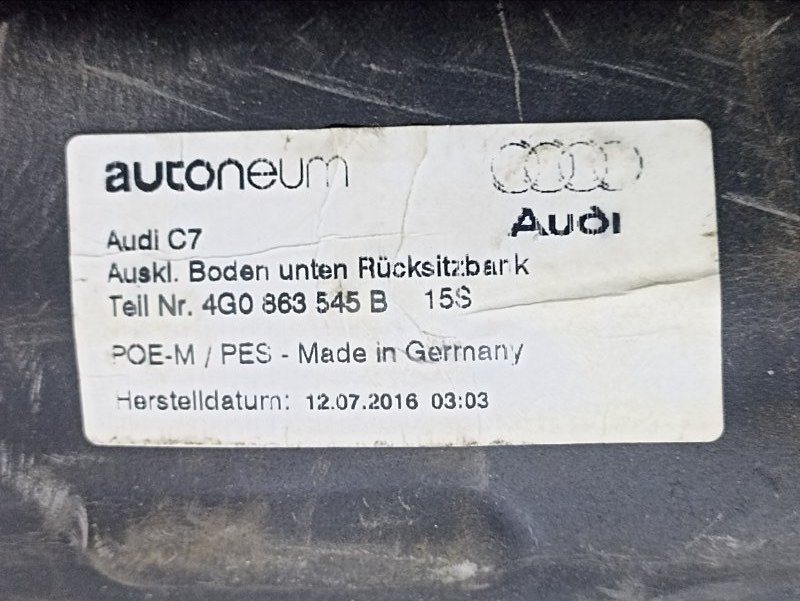 autoneum
Audi
Audi C7
Auskl. Boden unten Rücksitzbank
Teil Nr. 4G0 863 545 B 15S
POE-M / PES - Made in Germany
Herstelldatum: 12.07.2016 03:03